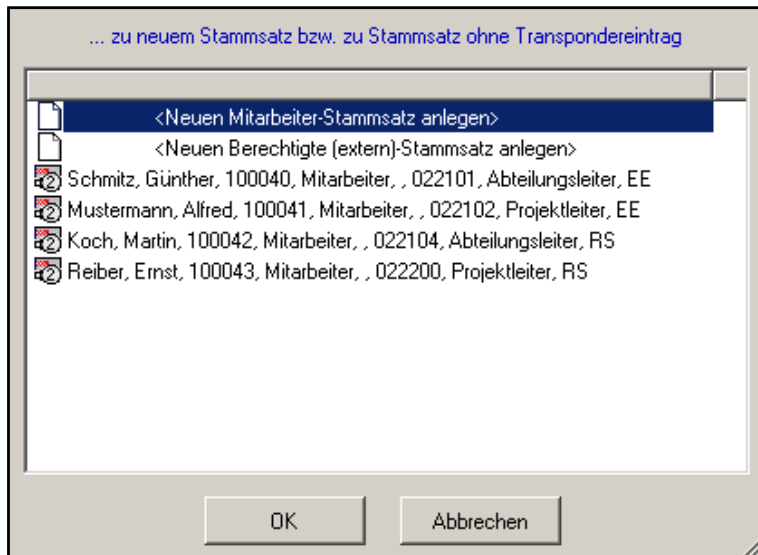 ... zu neuem Stammsatz bzw. zu Stammsatz ohne Transpondereintrag
<Neuen Mitarbeiter-Stammsatz anlegen>
<Neuen Berechtigte (extern)-Stammsatz anlegen>
Schmitz, Günther, 100040, Mitarbeiter, , 022101, Abteilungsleiter, EE
Mustermann, Alfred, 100041, Mitarbeiter, , 022102, Projektleiter, EE
Koch, Martin, 100042, Mitarbeiter, , 022104, Abteilungsleiter, RS
Reiber, Ernst, 100043, Mitarbeiter, , 022200, Projektleiter, RS
OK Abbrechen